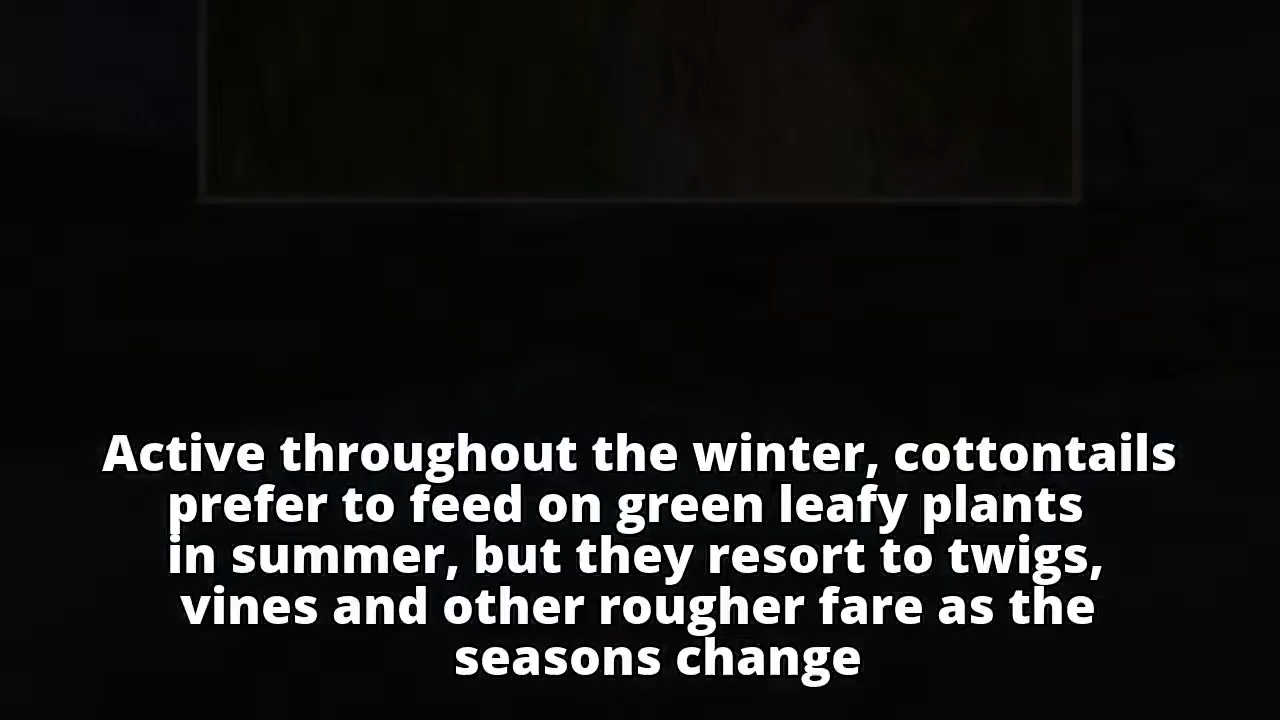 Active throughout the winter, cottontails
prefer to feed on green leafy plants
in summer, but they resort to twigs,
vines and other rougher fare as the
seasons change